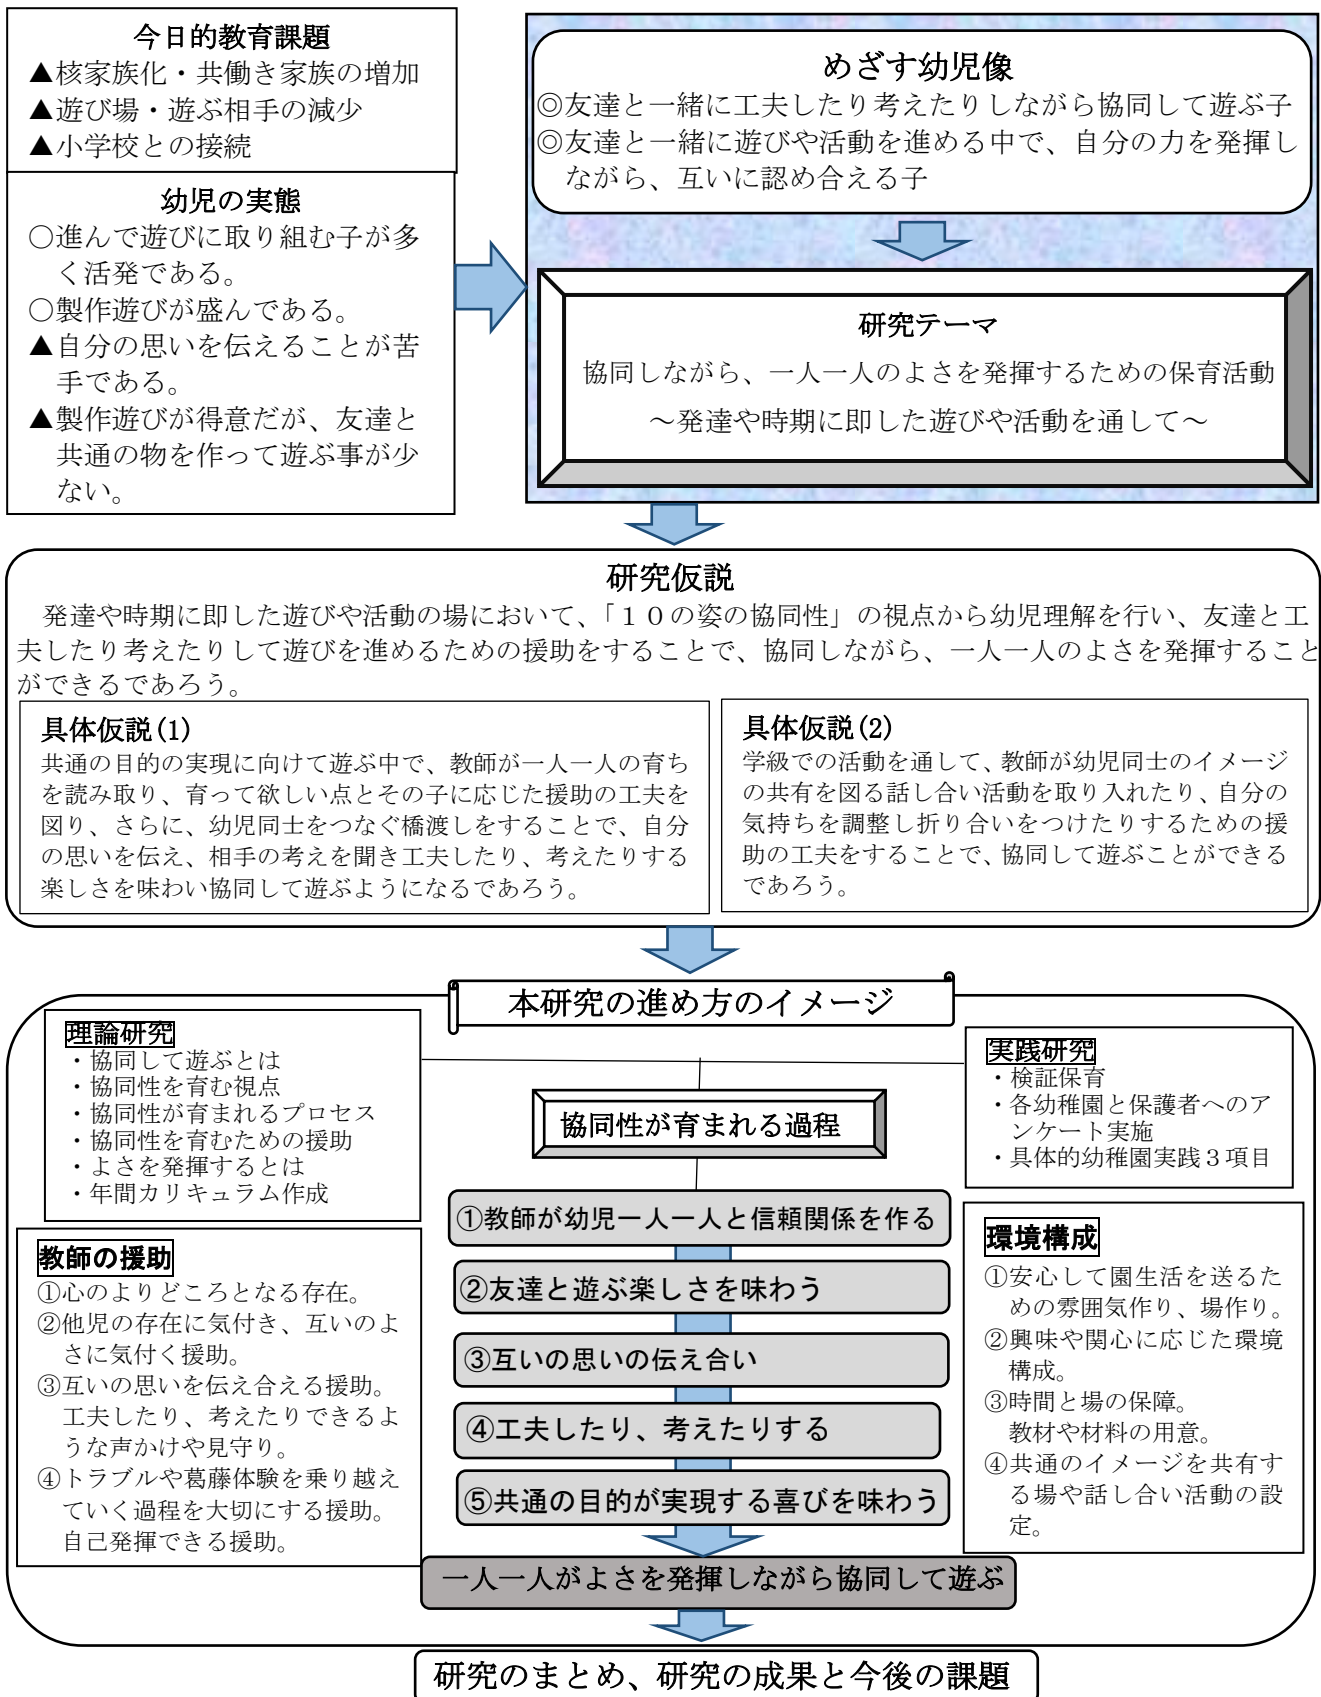 今日的教育課題
▲核家族化・共働き家族の増加
▲遊び場・遊ぶ相手の減少
▲小学校との接続
幼児の実態
○進んで遊びに取り組む子が多
く活発である。
○製作遊びが盛んである。
▲自分の思いを伝えることが苦
手である。
▲製作遊びが得意だが、友達と
共通の物を作って遊ぶ事が少
ない。
めざす幼児像
◎友達と一緒に工夫したり考えたりしながら協同して遊ぶ子
◎友達と一緒に遊びや活動を進める中で、自分の力を発揮し
ながら、互いに認め合える子
研究テーマ
協同しながら、一人一人のよさを発揮するための保育活動
～発達や時期に即した遊びや活動を通して～
研究仮説
発達や時期に即した遊びや活動の場において、「１０の姿の協同性」の視点から幼児理解を行い、友達と工
夫したり考えたりして遊びを進めるための援助をすることで、協同しながら、一人一人のよさを発揮すること
ができるであろう。
具体仮説(1)
共通の目的の実現に向けて遊ぶ中で、教師が一人一人の育ち
を読み取り、育って欲しい点とその子に応じた援助の工夫を
図り、さらに、幼児同士をつなぐ橋渡しをすることで、自分
の思いを伝え、相手の考えを聞き工夫したり、考えたりする
楽しさを味わい協同して遊ぶようになるであろう。
具体仮説(2)
学級での活動を通して、教師が幼児同士のイメージ
の共有を図る話し合い活動を取り入れたり、自分の
気持ちを調整し折り合いをつけたりするための援
助の工夫をすることで、協同して遊ぶことができる
であろう。
本研究の進め方のイメージ
理論研究
・協同して遊ぶとは
・協同性を育む視点
・協同性が育まれるプロセス
・協同性を育むための援助
・よさを発揮するとは
・年間カリキュラム作成
実践研究
・検証保育
・各幼稚園と保護者へのア
ンケート実施
・具体的幼稚園実践３項目
協同性が育まれる過程
①教師が幼児一人一人と信頼関係を作る
②友達と遊ぶ楽しさを味わう
③互いの思いの伝え合い
④工夫したり、考えたりする
⑤共通の目的が実現する喜びを味わう
教師の援助
①心のよりどころとなる存在。
②他児の存在に気付き、互いのよ
さに気付く援助。
③互いの思いを伝え合える援助。
工夫したり、考えたりできるよ
うな声かけや見守り。
④トラブルや葛藤体験を乗り越え
ていく過程を大切にする援助。
自己発揮できる援助。
環境構成
①安心して園生活を送るた
めの雰囲気作り、場作り。
②興味や関心に応じた環境
構成。
③時間と場の保障。
教材や材料の用意。
④共通のイメージを共有す
る場や話し合い活動の設
定。
一人一人がよさを発揮しながら協同して遊ぶ
研究のまとめ、研究の成果と今後の課題